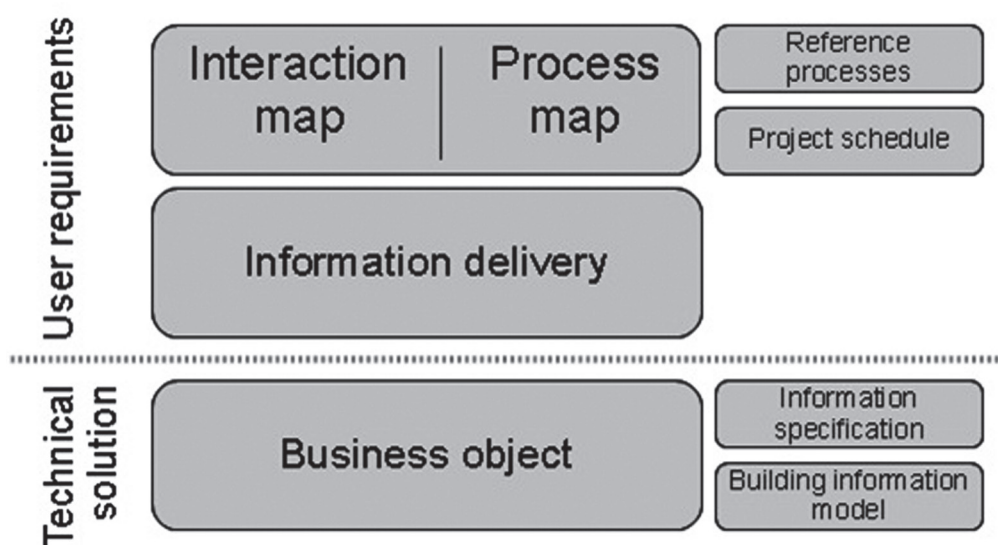 User requirements
Interaction
map
Process
map
Reference
processes
Project schedule
Information delivery
Technical
solution
Business object
Information
specification
Building information
model